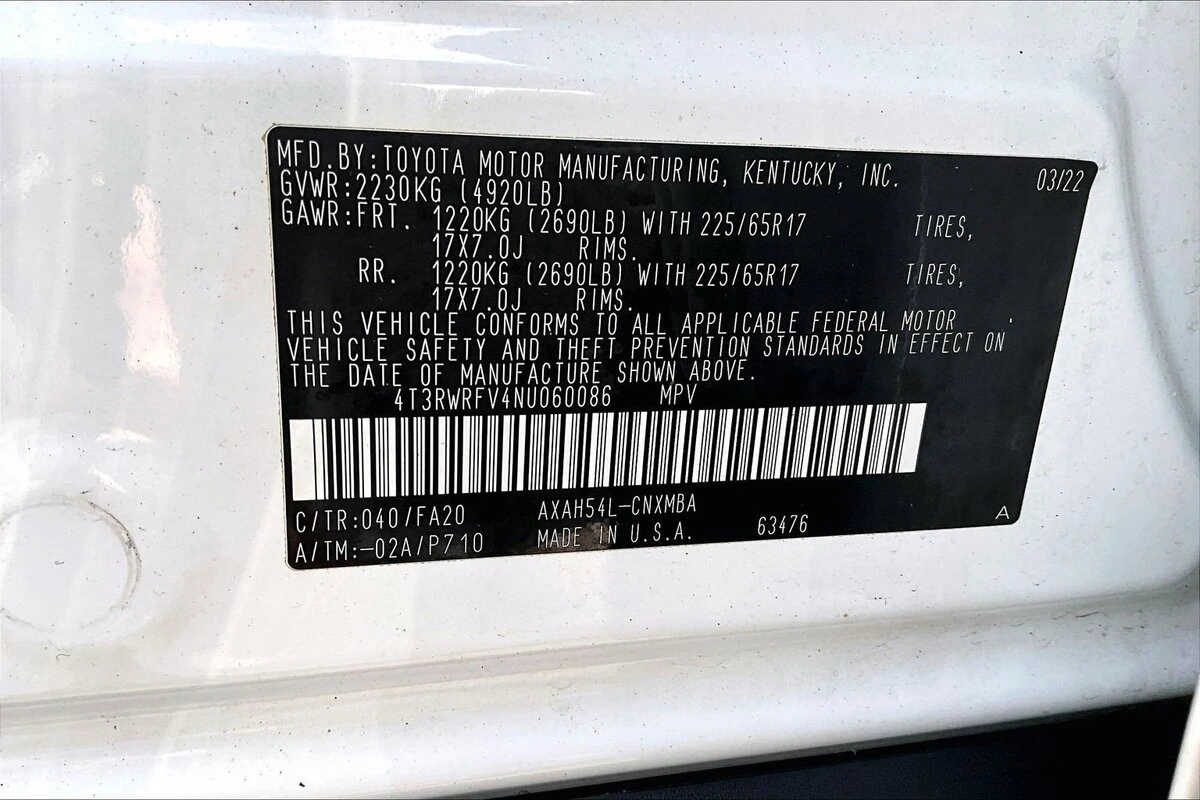 MFD.BY:TOYOTA MOTOR MANUFACTURING, KENTUCKY, INC. 03/22
GVWR:2230KG (4920LB)
GAWR:FRT. 1220KG (2690LB) WITH 225/65R17 TIRES,
17X7.0J RIMS.
RR. 1220KG (2690LB) WITH 225/65R17 TIRES,
17X7.0J RIMS.
THIS VEHICLE CONFORMS TO ALL APPLICABLE FEDERAL MOTOR
VEHICLE SAFETY AND THEFT PREVENTION STANDARDS IN EFFECT ON
THE DATE OF MANUFACTURE SHOWN ABOVE.
4T3RWRFV4NU060086 MPV
C/TR:040/FA20 AXAH54L-CNXMBA
A/TM:-02A/P710 MADE IN U.S.A. 63476 A